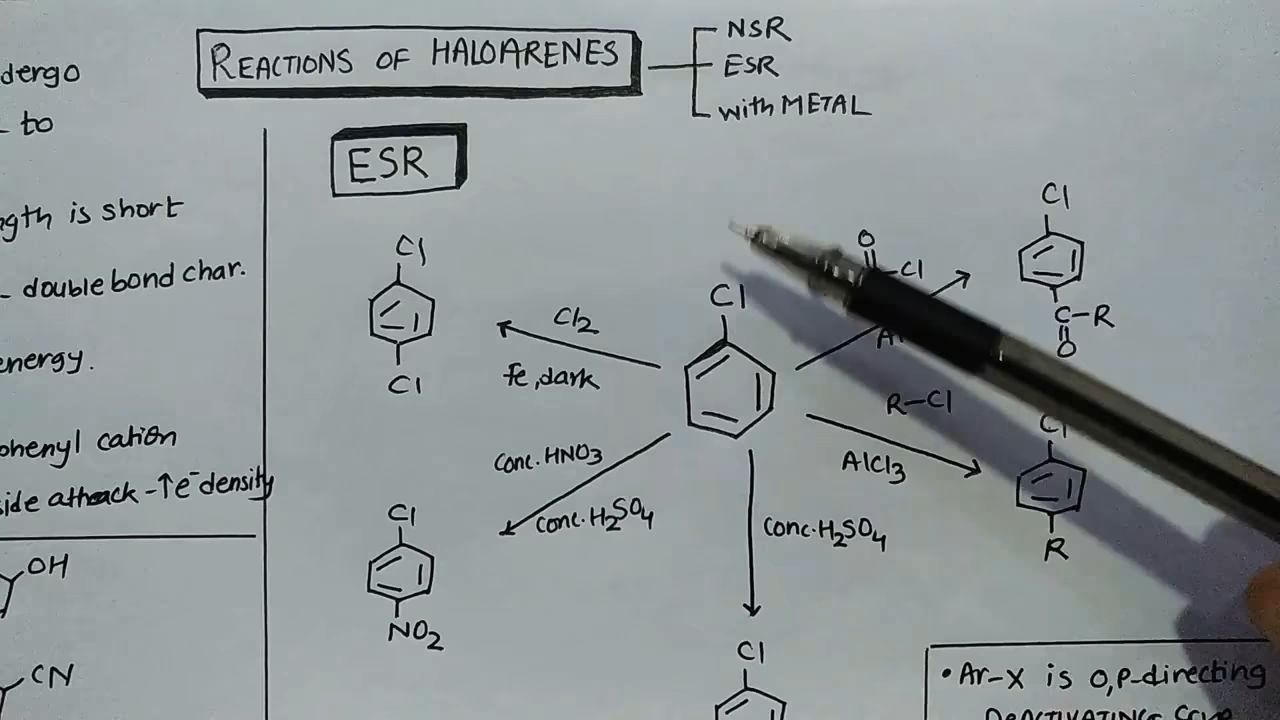 REACTIONS OF HALOARENES
NSR
ESR
with METAL
dergo
- to
ngth is short
- double bond char.
energy.
phenyl cation
side attack - ↑e⁻ density
OH
CN
ESR
Cl
Cl
Cl2
Fe, dark
Cl
conc. HNO3
conc. H2SO4
Cl
NO2
O
Cl
Cl
C-R
O
R-Cl
AlCl3
Cl
R
conc. H2SO4
Cl
• Ar-X is o,p-directing